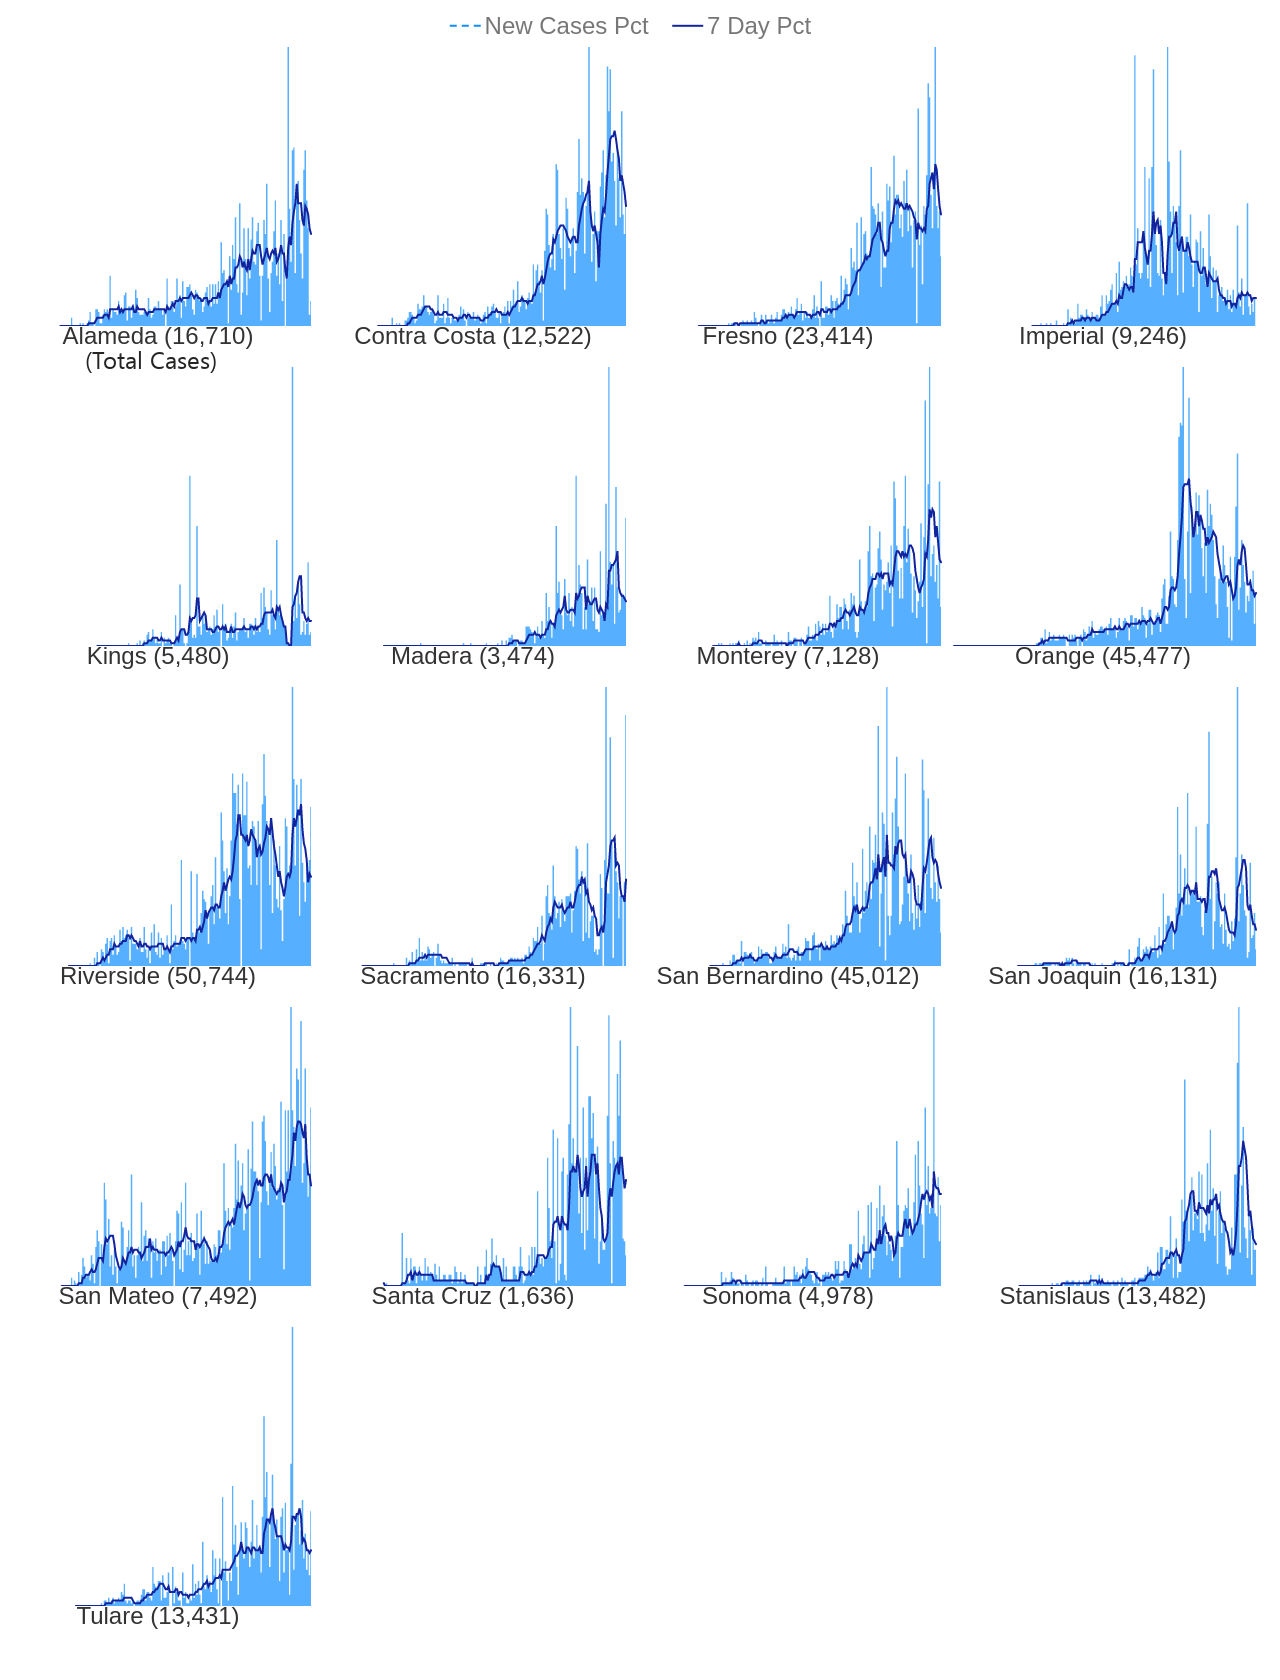 New Cases Pct 7 Day Pct
Alameda (16,710) Contra Costa (12,522) Fresno (23,414) Imperial (9,246)
(Total Cases)
Kings (5,480) Madera (3,474) Monterey (7,128) Orange (45,477)
Riverside (50,744) Sacramento (16,331) San Bernardino (45,012) San Joaquin (16,131)
San Mateo (7,492) Santa Cruz (1,636) Sonoma (4,978) Stanislaus (13,482)
Tulare (13,431)